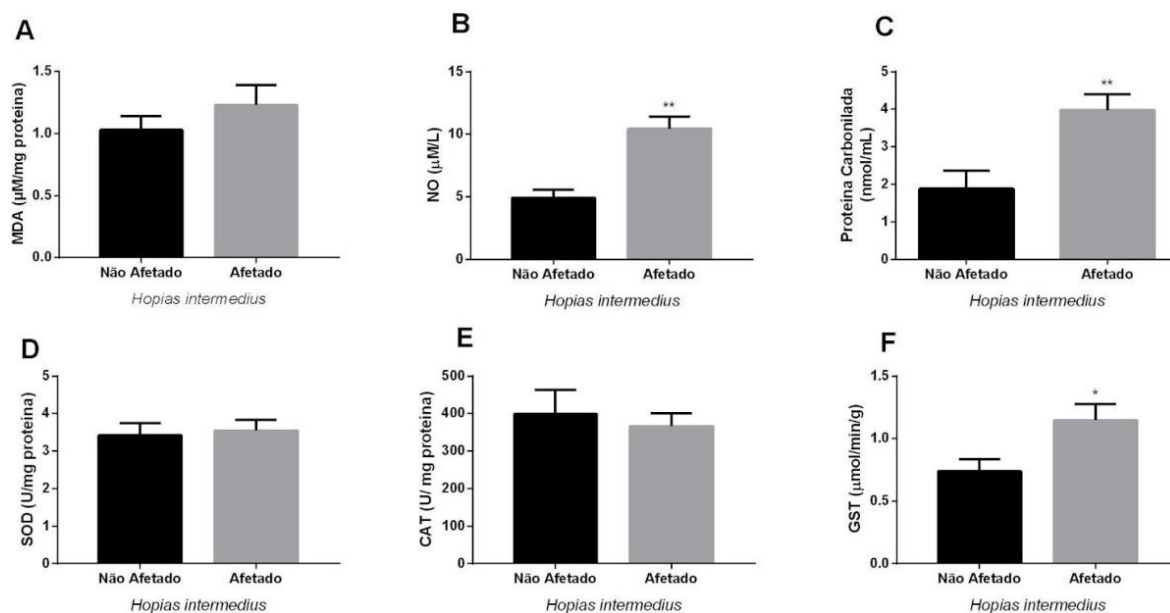 A
MDA (µM/mg proteína)
1.5
1.0
0.5
0.0
Não Afetado
Afetado
Hopias intermedius
B
NO (µM/L)
15
10
5
0
**
Não Afetado
Afetado
Hopias intermedius
C
Proteína Carbonilada
(nmol/mL)
5
4
3
2
1
0
**
Não Afetado
Afetado
Hopias intermedius
D
SOD (U/mg proteína)
5
4
3
2
1
0
Não Afetado
Afetado
Hopias intermedius
E
CAT (U/ mg proteína)
500
400
300
200
100
0
Não Afetado
Afetado
Hopias intermedius
F
GST (µmol/min/g)
1.5
1.0
0.5
0.0
*
Não Afetado
Afetado
Hopias intermedius